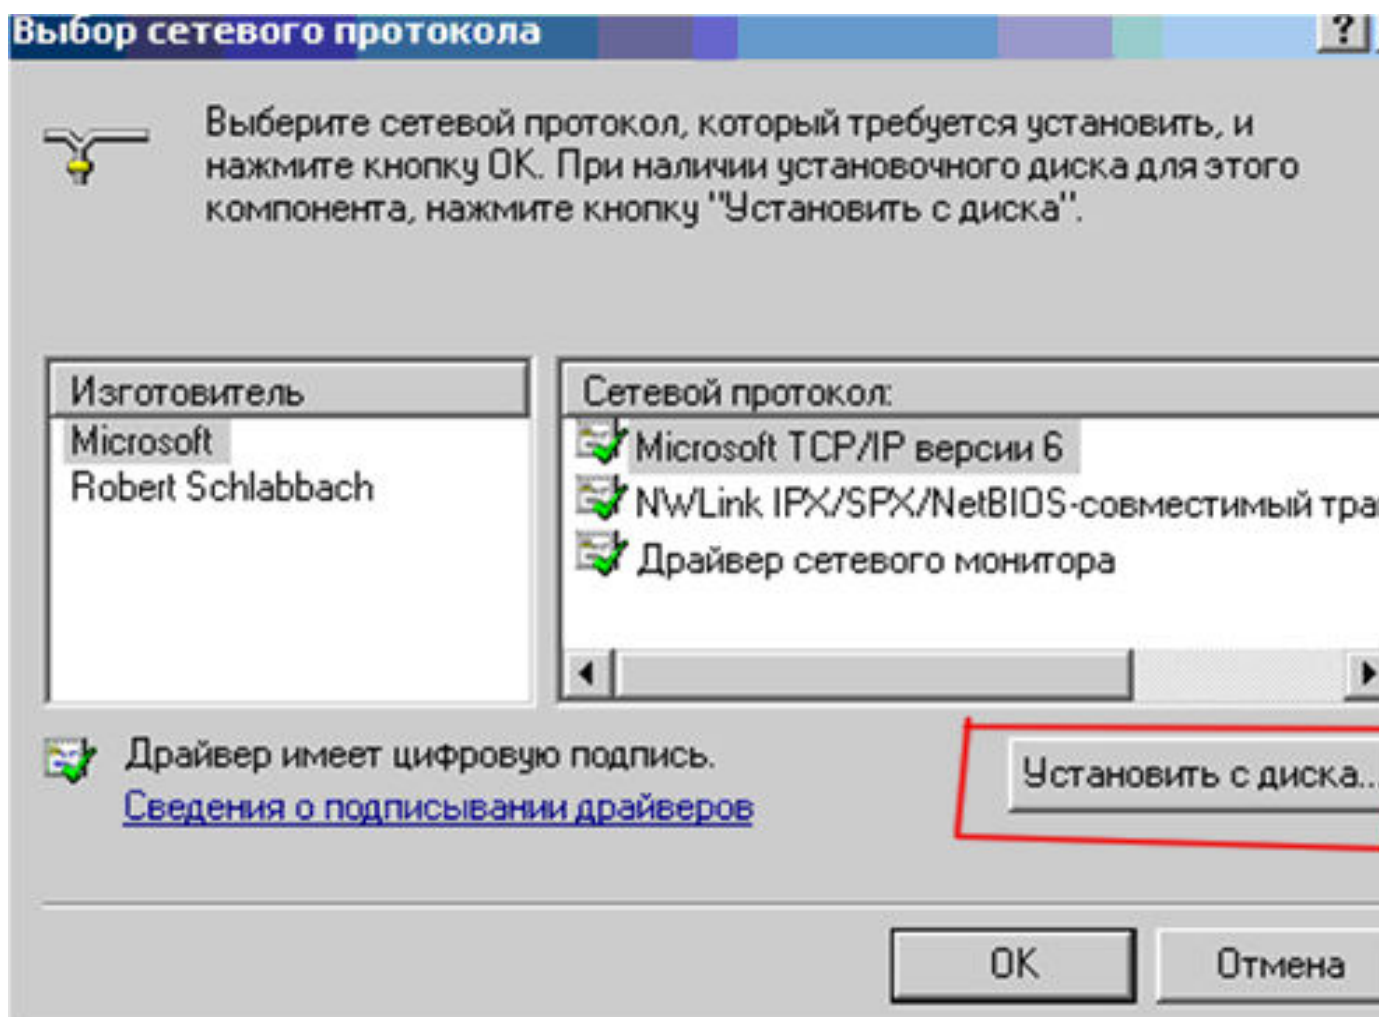 Выбор сетевого протокола
?
Выберите сетевой протокол, который требуется установить, и
нажмите кнопку OK. При наличии установочного диска для этого
компонента, нажмите кнопку "Установить с диска".
Изготовитель
Microsoft
Robert Schlabbach
Сетевой протокол:
Microsoft TCP/IP версии 6
NWLink IPX/SPX/NetBIOS-совместимый
Драйвер сетевого монитора
Драйвер имеет цифровую подпись.
Сведения о подписывании драйверов
Установить с диска...
OK
Отмена